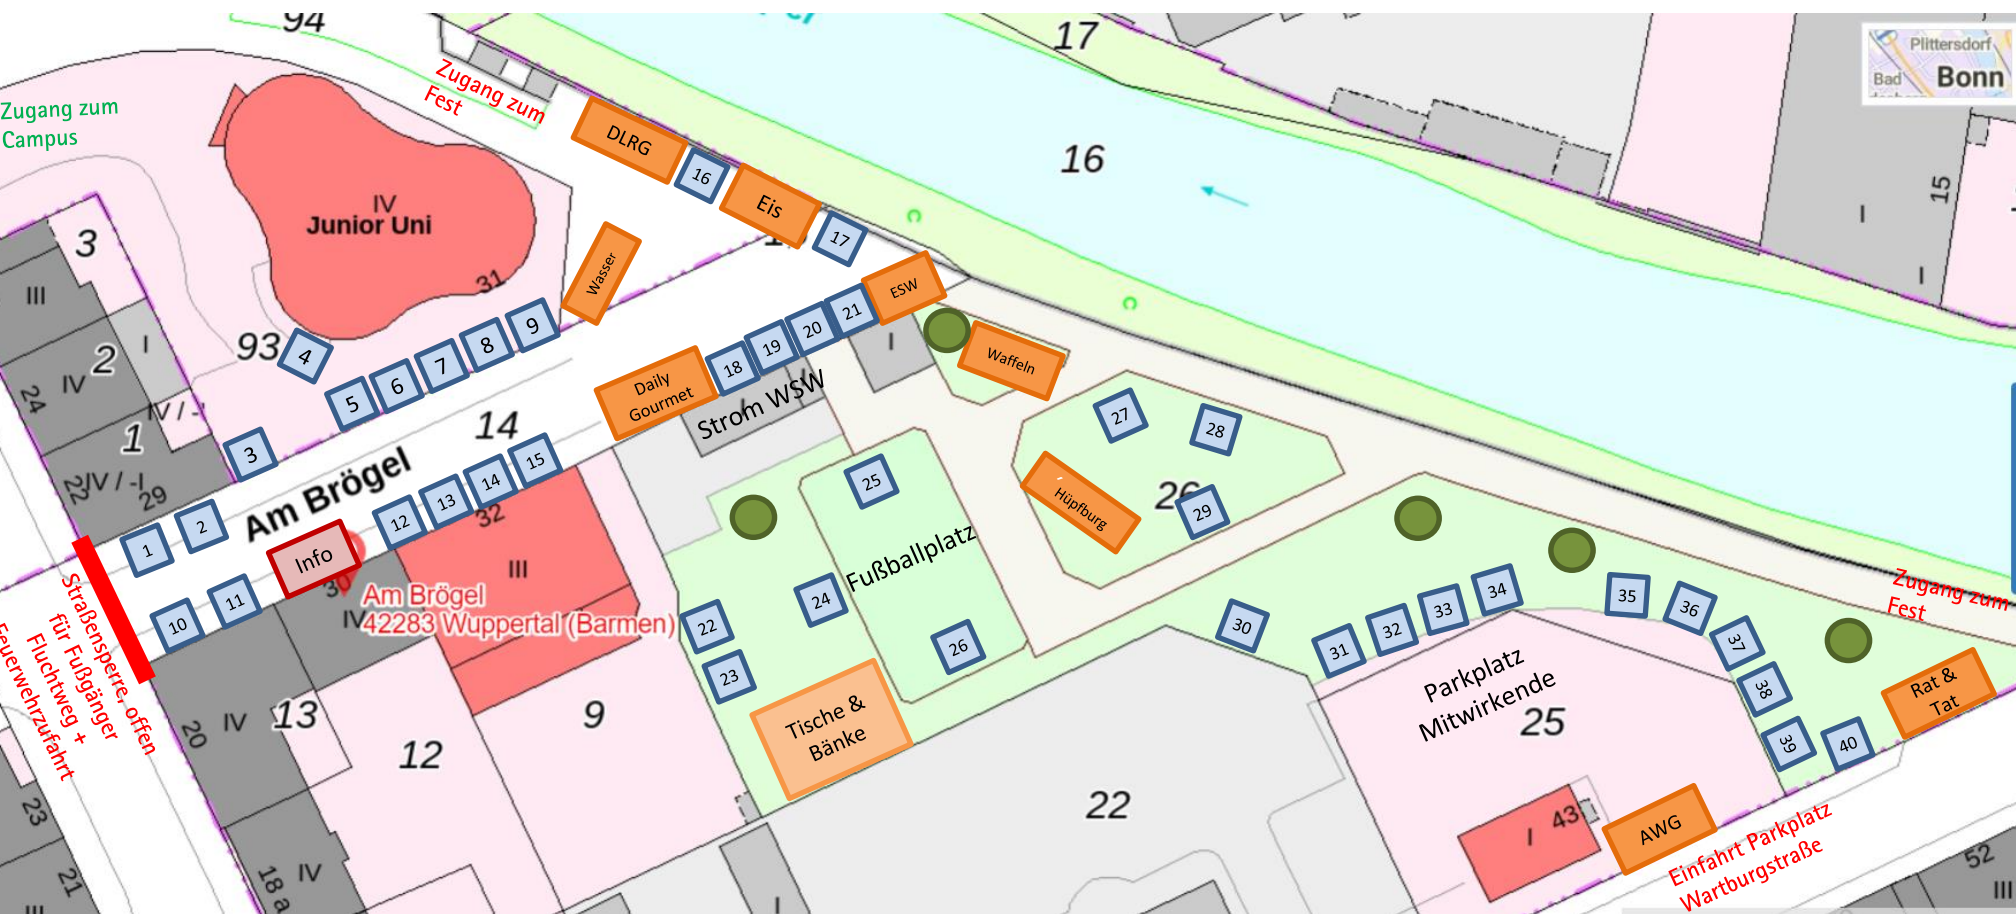 94
17
Plittersdorf
Bad
Bonn
Zugang zum
Fest
Zugang zum
Campus
DLRG
16
Eis
17
16
15
I
I
IV
Junior Uni
31
Wasser
3
III
2
I
IV
24
1
IV / -I
IV / -I
22
29
93
4
5
6
7
8
9
3
14
Am Brögel
Daily
Gourmet
18
19
20
21
ESW
I
Strom WSW
Waffeln
1
2
10
11
Info
12
13
14
15
32
III
30
IV
Am Brögel
42283 Wuppertal (Barmen)
25
24
Fußballplatz
26
22
23
Tische &
Bänke
27
28
Hüpfburg
26
29
30
31
32
33
34
35
36
37
38
39
40
Zugang zum
Fest
Rat &
Tat
Parkplatz
Mitwirkende
25
Straßensperre, offen
für Fußgänger
Fluchtweg +
Feuerwehrzufahrt
20
IV
13
12
9
22
23
21
III
18 a
IV
I
I
43
AWG
Einfahrt Parkplatz
Wartburgstraße
52
III